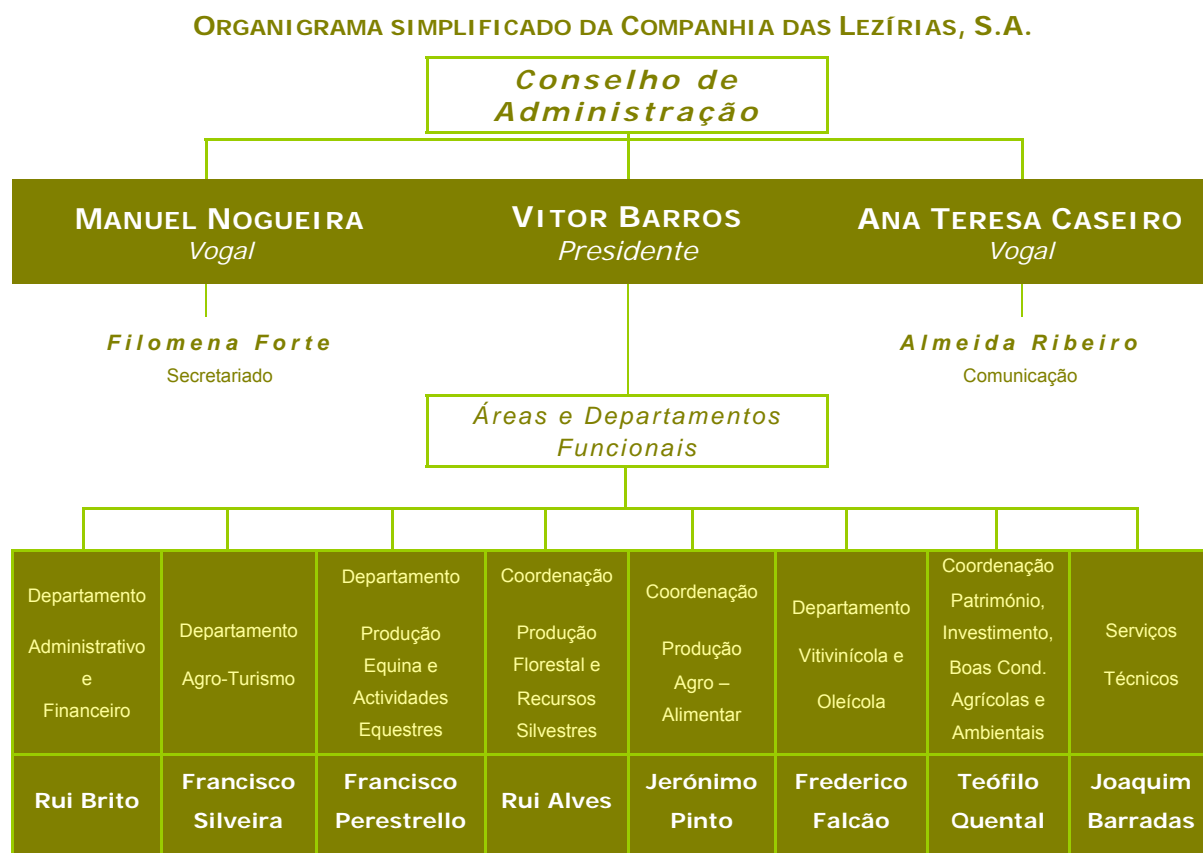 ORGANIGRAMA SIMPLIFICADO DA COMPANHIA DAS LEZÍRIAS, S.A.
Conselho de
Administração
MANUEL NOGUEIRA
Vogal
VITOR BARROS
Presidente
ANA TERESA CASEIRO
Vogal
Filomena Forte
Secretariado
Almeida Ribeiro
Comunicação
Áreas e Departamentos
Funcionais
Departamento
Administrativo
e
Financeiro
Rui Brito
Departamento
Agro-Turismo
Francisco
Silveira
Departamento
Produção
Equina e
Actividades
Equestres
Francisco
Perestrello
Coordenação
Produção
Florestal e
Recursos
Silvestres
Rui Alves
Coordenação
Produção
Agro –
Alimentar
Jerónimo
Pinto
Departamento
Vitivinícola e
Oleícola
Frederico
Falcão
Coordenação
Património,
Investimento,
Boas Cond.
Agrícolas e
Ambientais
Teófilo
Quental
Serviços
Técnicos
Joaquim
Barradas